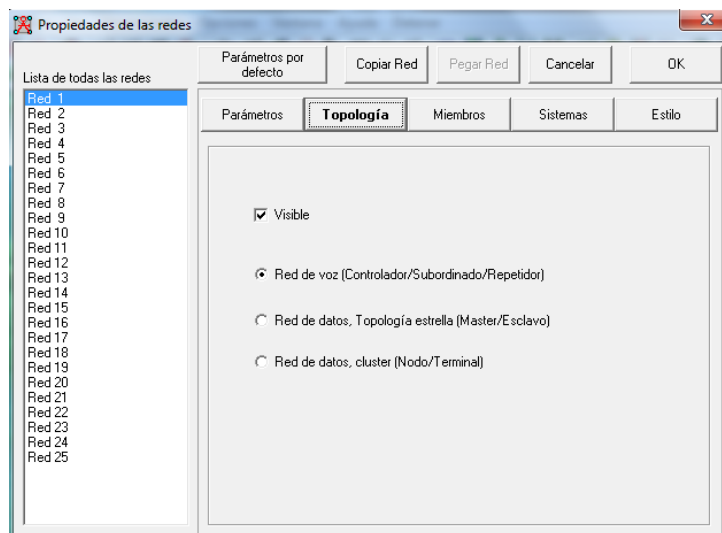 Propiedades de las redes
Lista de todas las redes
Parámetros por
defecto
Copiar Red
Pegar Red
Cancelar
OK
Red 1
Red 2
Red 3
Red 4
Red 5
Red 6
Red 7
Red 8
Red 9
Red 10
Red 11
Red 12
Red 13
Red 14
Red 15
Red 16
Red 17
Red 18
Red 19
Red 20
Red 21
Red 22
Red 23
Red 24
Red 25
Parámetros
Topología
Miembros
Sistemas
Estilo
Visible
Red de voz (Controlador/Subordinado/Repetidor)
Red de datos, Topología estrella (Master/Esclavo)
Red de datos, cluster (Nodo/Terminal)